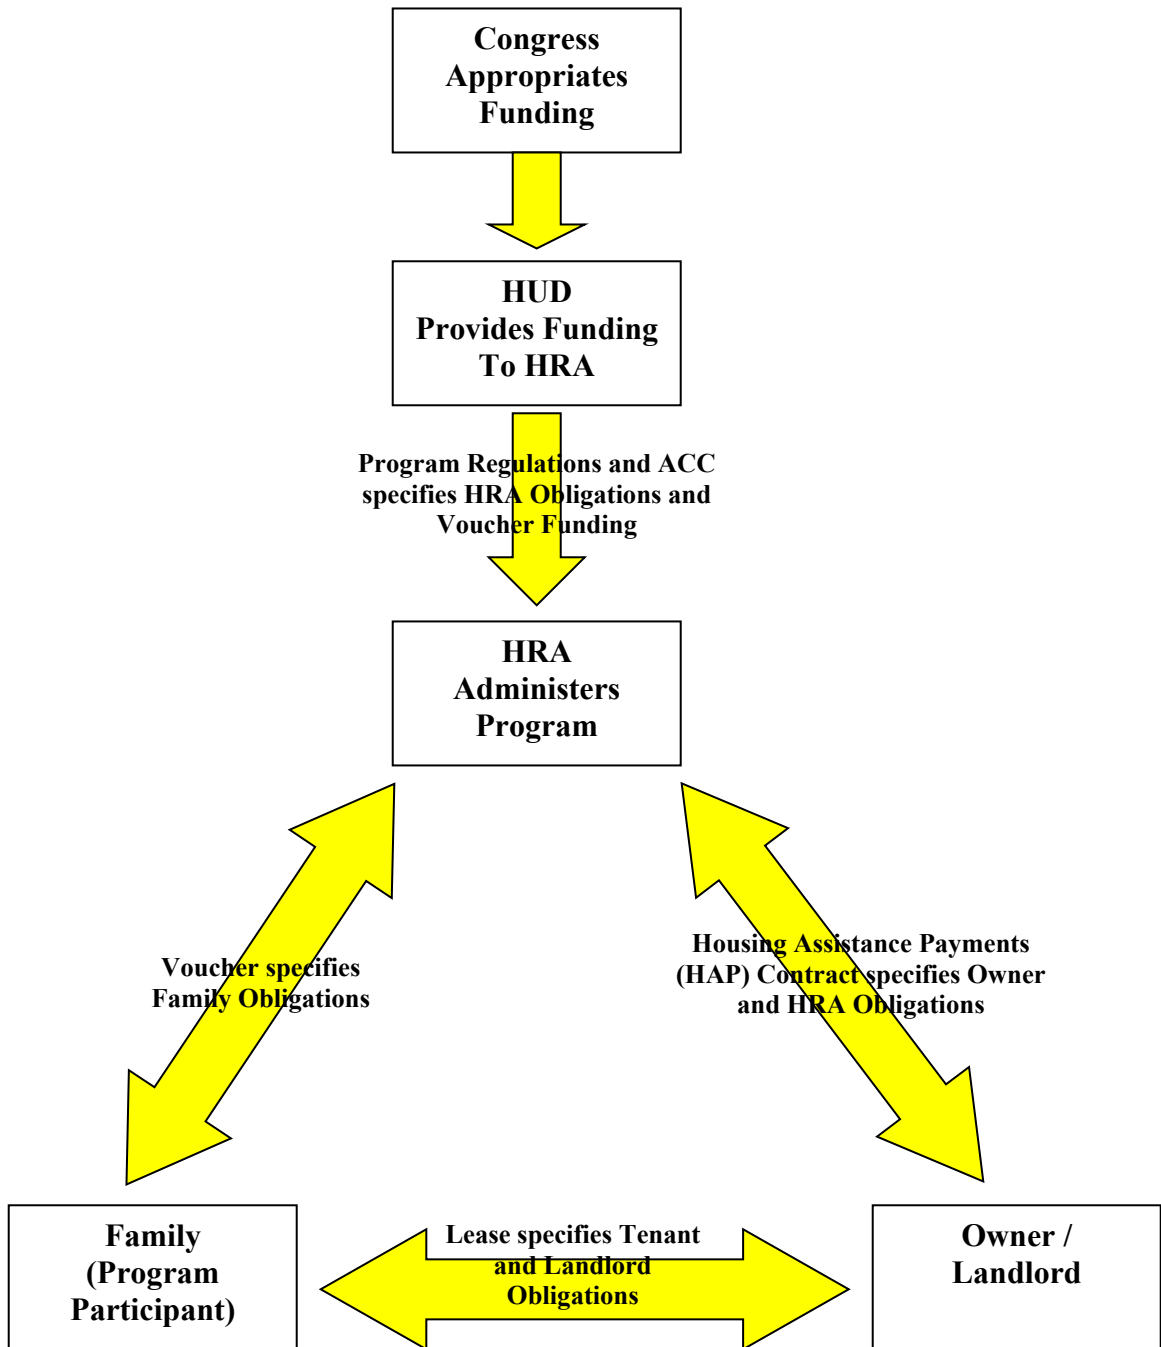 Congress
Appropriates
Funding
HUD
Provides Funding
To HRA
Program Regulations and ACC
specifies HRA Obligations and
Voucher Funding
HRA
Administers
Program
Voucher specifies
Family Obligations
Housing Assistance Payments
(HAP) Contract specifies Owner
and HRA Obligations
Family
(Program
Participant)
Lease specifies Tenant
and Landlord
Obligations
Owner /
Landlord